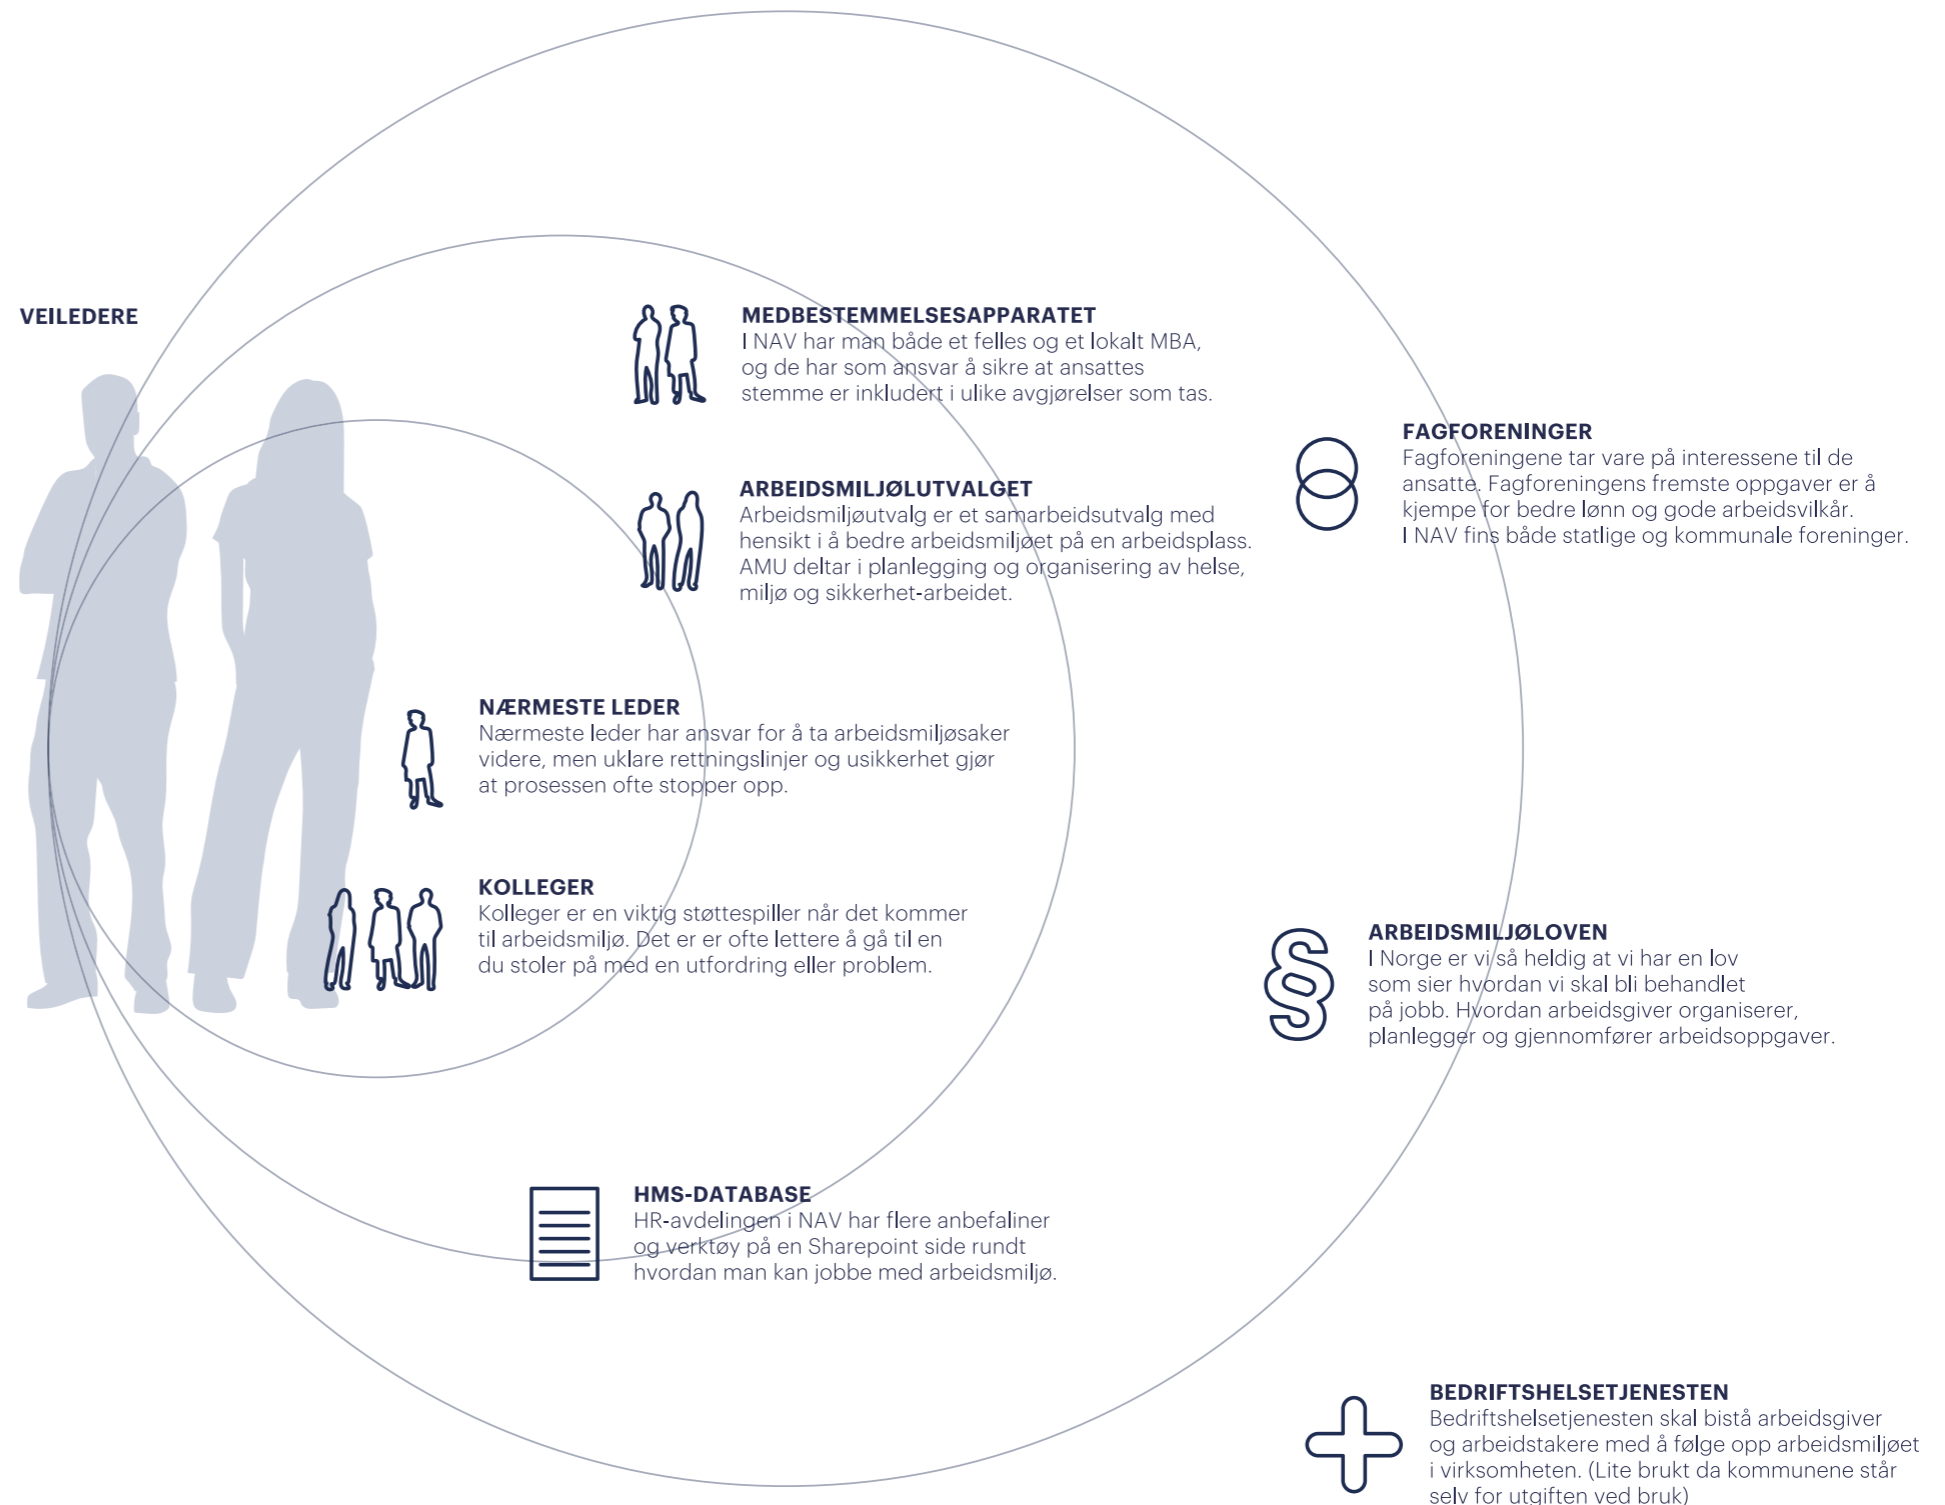 VEILEDERE
MEDBESTEMMELSESAPPARATET
I NAV har man både et felles og et lokalt MBA,
og de har som ansvar å sikre at ansattes
stemme er inkludert i ulike avgjørelser som tas.
FAGFORENINGER
Fagforeningene tar vare på interessene til de
ansatte. Fagforeningens fremste oppgaver er å
kjempe for bedre lønn og gode arbeidsvilkår.
I NAV fins både statlige og kommunale foreninger.
ARBEIDSMILJØLUTVALGET
Arbeidsmiljøutvalg er et samarbeidsutvalg med
hensikt i å bedre arbeidsmiljøet på en arbeidsplass.
AMU deltar i planlegging og organisering av helse,
miljø og sikkerhet-arbeidet.
NÆRMESTE LEDER
Nærmeste leder har ansvar for å ta arbeidsmiljøsaker
videre, men uklare rettningslinjer og usikkerhet gjør
at prosessen ofte stopper opp.
KOLLEGER
Kolleger er en viktig støttespiller når det kommer
til arbeidsmiljø. Det er er ofte lettere å gå til en
du stoler på med en utfordring eller problem.
ARBEIDSMILJØLOVEN
I Norge er vi så heldig at vi har en lov
som sier hvordan vi skal bli behandlet
på jobb. Hvordan arbeidsgiver organiserer,
planlegger og gjennomfører arbeidsoppgaver.
HMS-DATABASE
HR-avdelingen i NAV har flere anbefaliner
og verktøy på en Sharepoint side rundt
hvordan man kan jobbe med arbeidsmiljø.
BEDRIFTSHELSETJENESTEN
Bedriftshelsetjenesten skal bistå arbeidsgiver
og arbeidstakere med å følge opp arbeidsmiljøet
i virksomheten. (Lite brukt da kommunene står
selv for utgiften ved bruk)